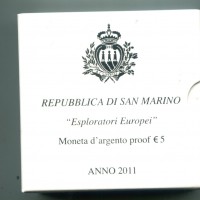 REPUBBLICA DI SAN MARINO
"Esploratori Europei"
Moneta d'argento proof € 5
ANNO 2011